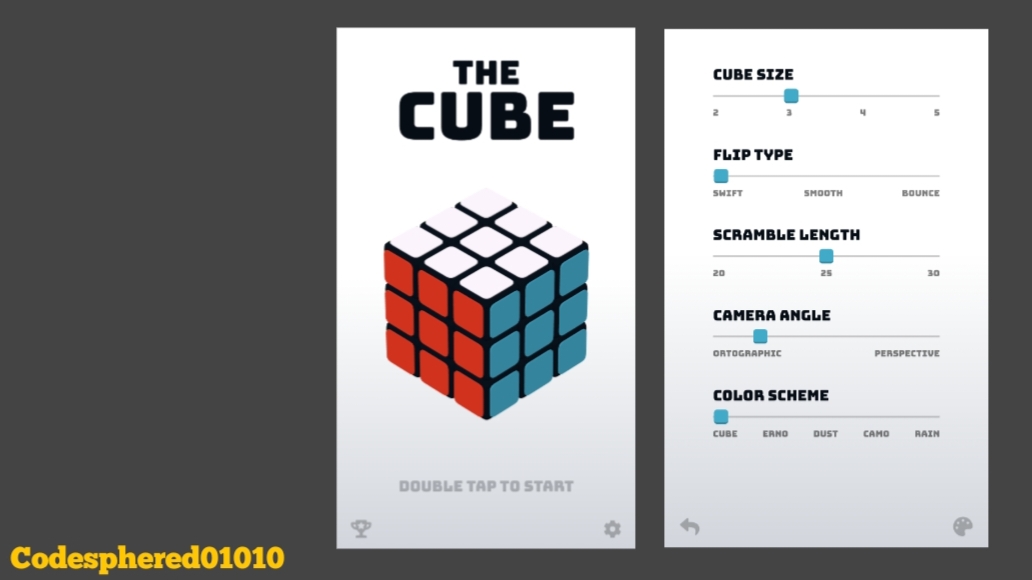 THE
CUBE
DOUBLE TAP TO START
CUBE SIZE
2 3 4 5
FLIP TYPE
SWIFT SMOOTH BOUNCE
SCRAMBLE LENGTH
20 25 30
CAMERA ANGLE
ORTOGRAPHIC PERSPECTIVE
COLOR SCHEME
CUBE ERNO DUST CAMO RAIN
Codesphered01010